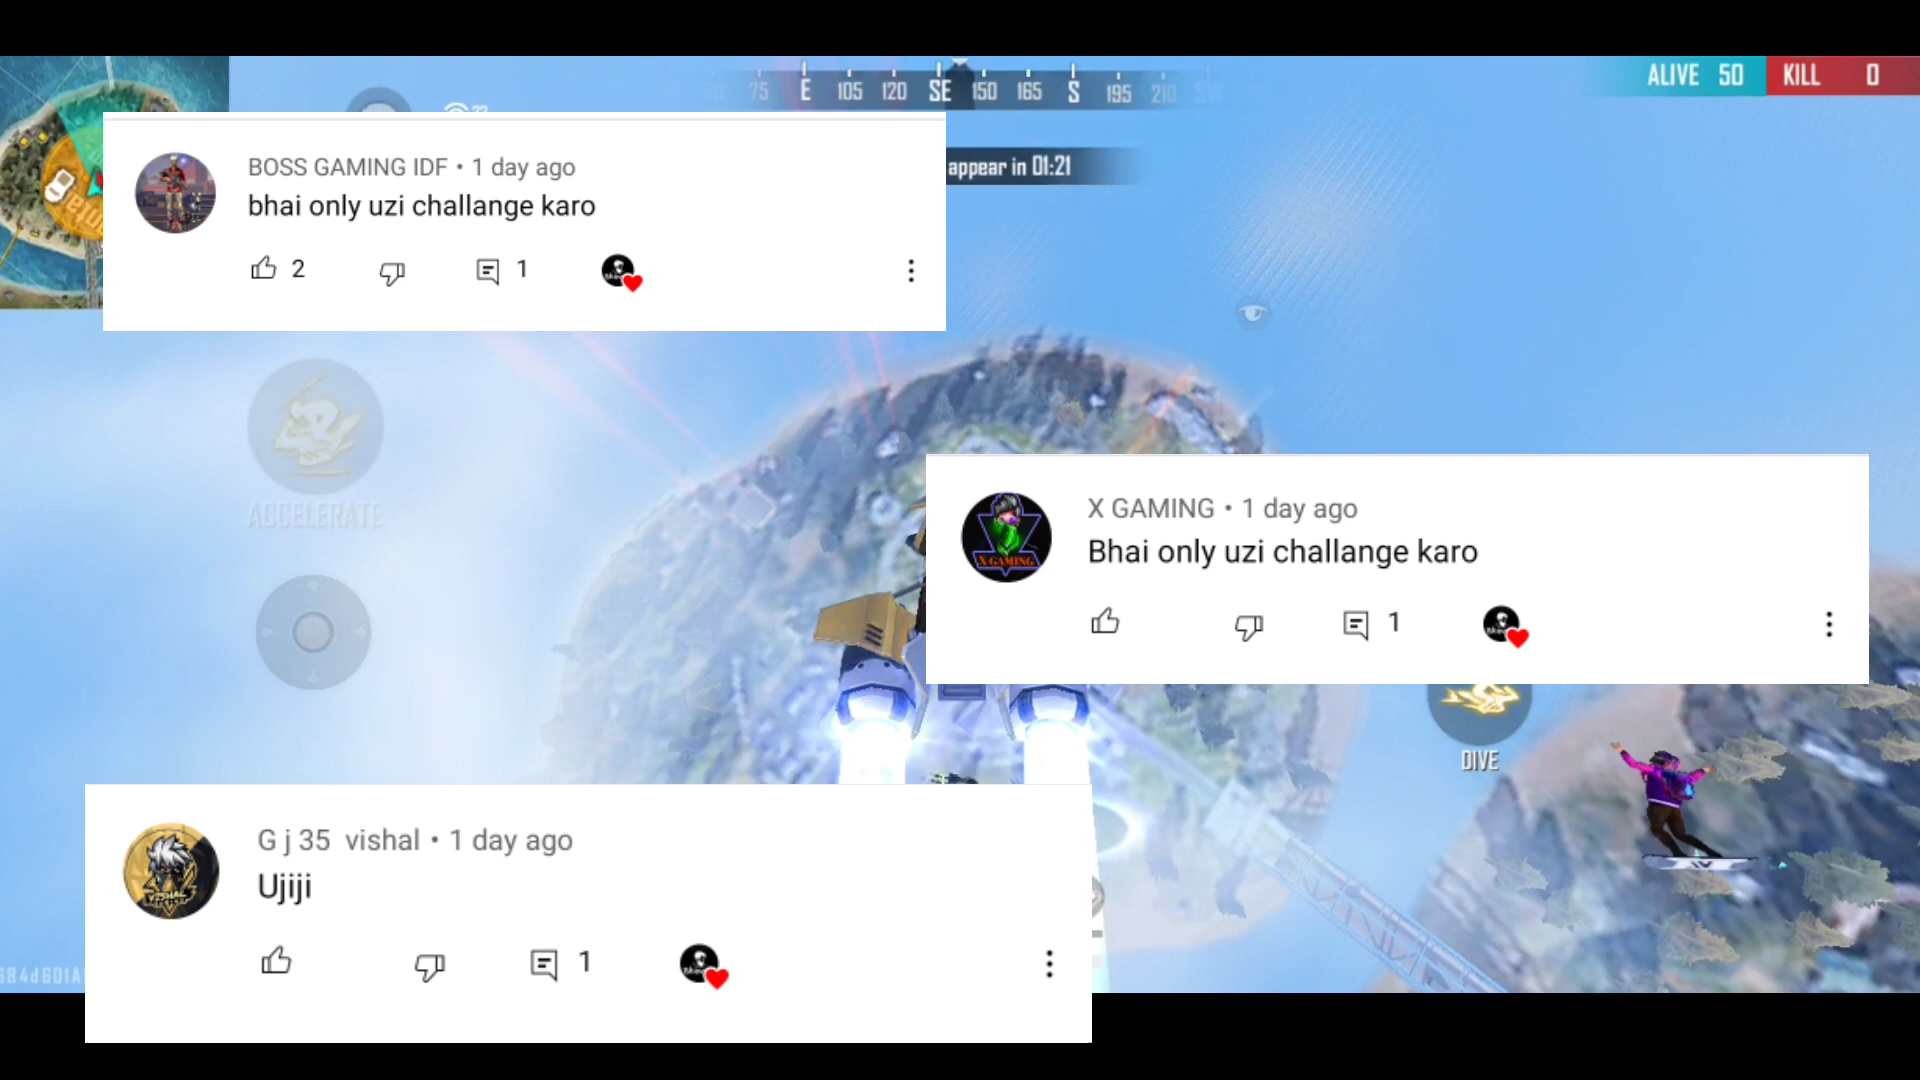 75 E 105 120 SE 150 165 S 195 210 SW
ALIVE 50 KILL 0
appear in 01:21
BOSS GAMING IDF • 1 day ago
bhai only uzi challange karo
2 1
ACCELERATE
X GAMING • 1 day ago
Bhai only uzi challange karo
X GAMING
1
DIVE
G j 35 vishal • 1 day ago
Ujiji
1